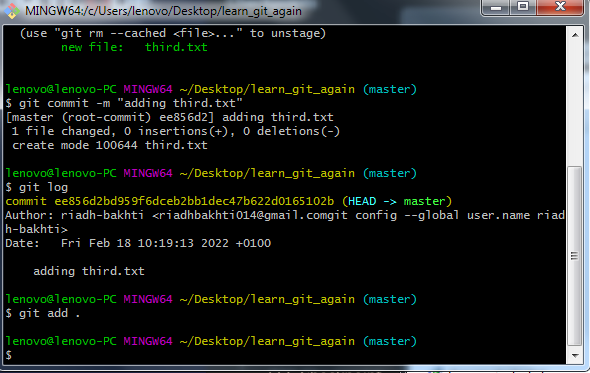 MINGW64:/c/Users/lenovo/Desktop/learn_git_again
(use "git rm --cached <file>..." to unstage)
new file:   third.txt
lenovo@lenovo-PC MINGW64 ~/Desktop/learn_git_again (master)
$ git commit -m "adding third.txt"
[master (root-commit) ee856d2] adding third.txt
1 file changed, 0 insertions(+), 0 deletions(-)
create mode 100644 third.txt
lenovo@lenovo-PC MINGW64 ~/Desktop/learn_git_again (master)
$ git log
commit ee856d2bd959f6dceb2bb1dec47b622d0165102b (HEAD -> master)
Author: riadh-bakhti <riadhbakhti014@gmail.comgit config --global user.name riad
h-bakhti>
Date:   Fri Feb 18 10:19:13 2022 +0100
adding third.txt
lenovo@lenovo-PC MINGW64 ~/Desktop/learn_git_again (master)
$ git add .
lenovo@lenovo-PC MINGW64 ~/Desktop/learn_git_again (master)
$